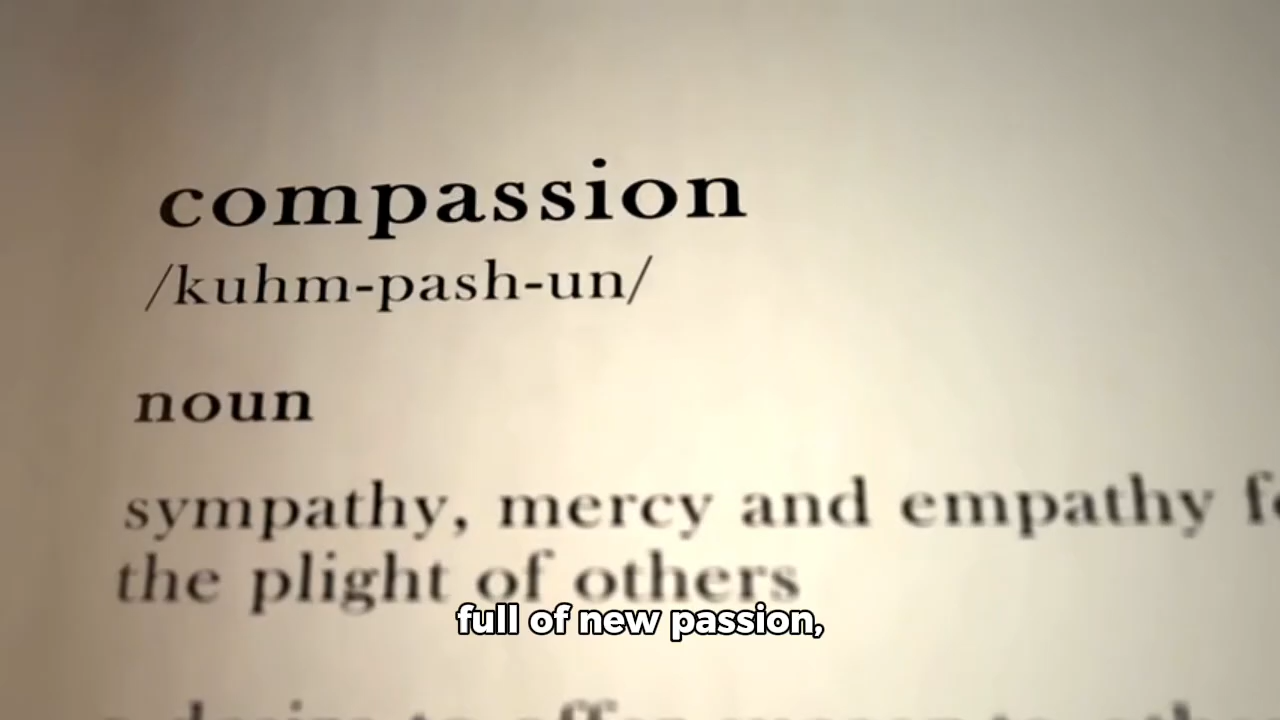 compassion
/kuhm-pash-un/
noun
sympathy, mercy and empathy
the plight of others
full of new passion,